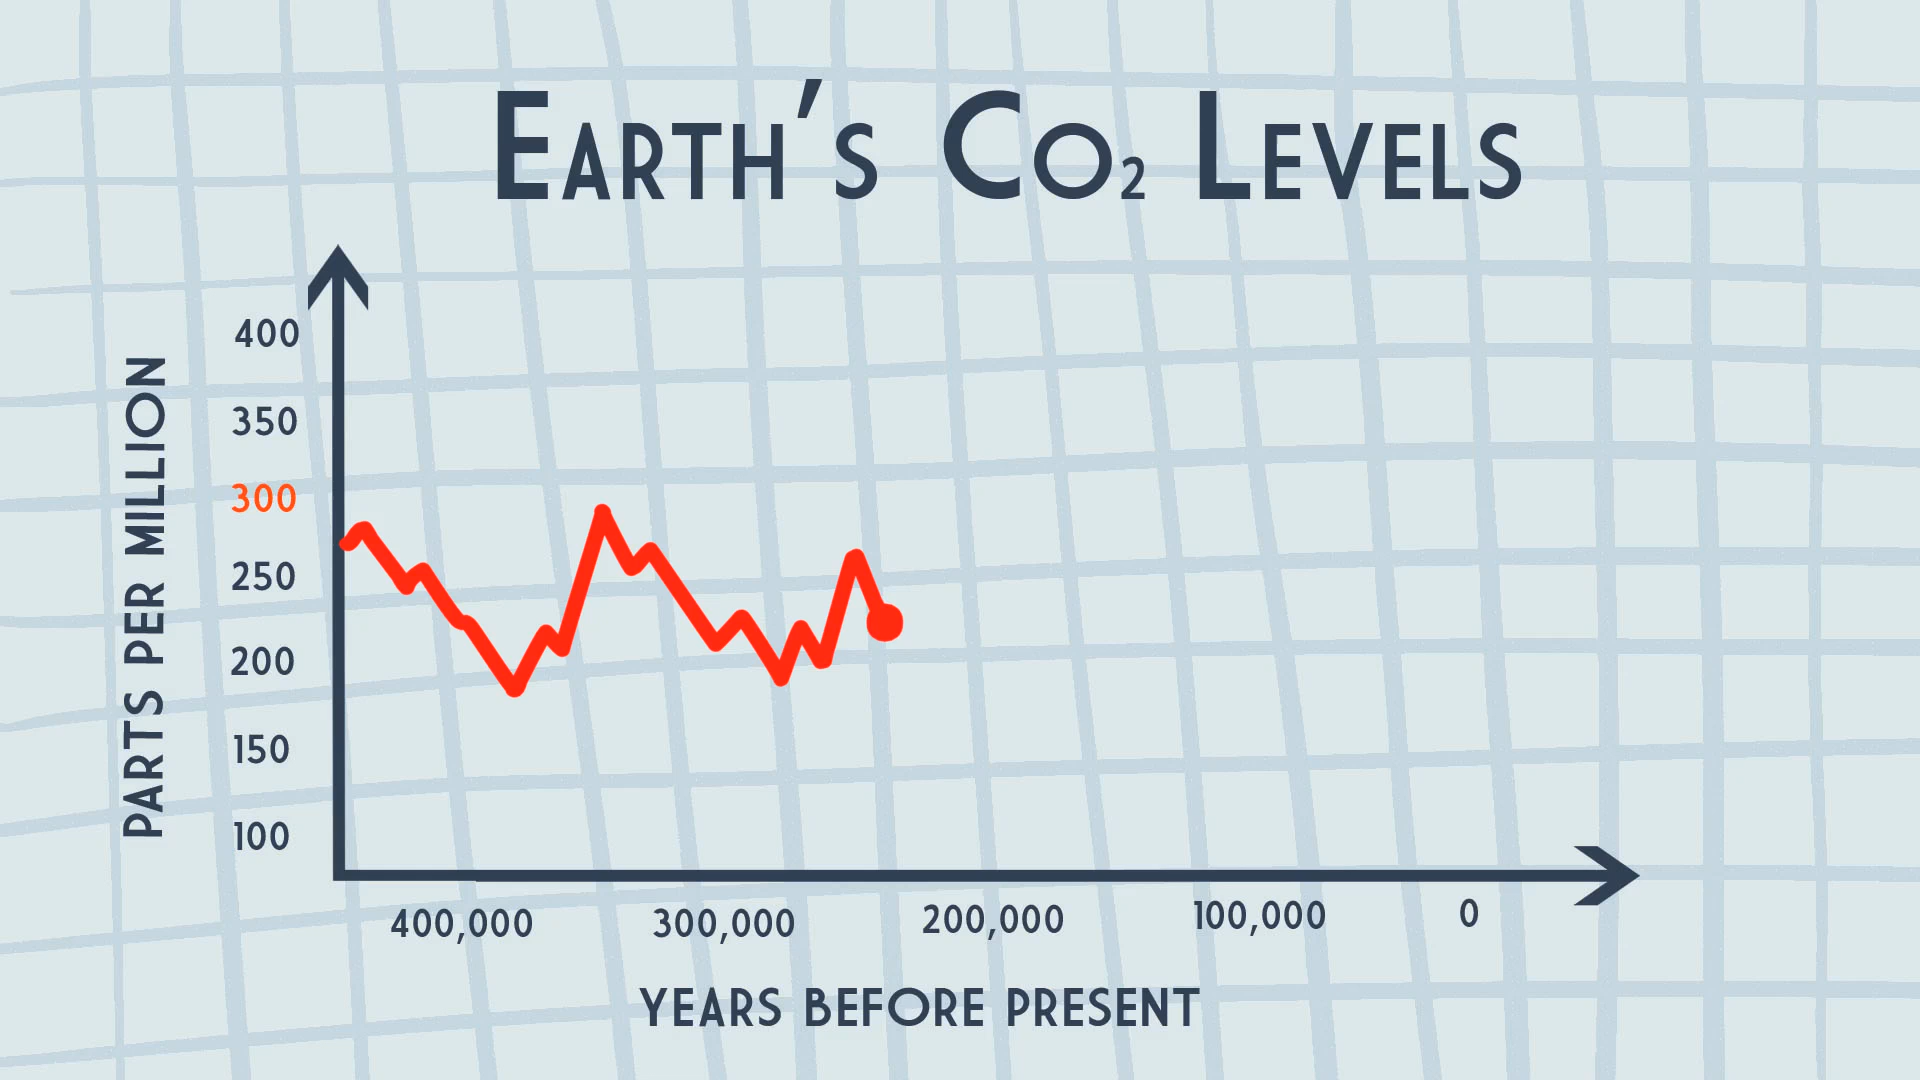 Earth's Co₂ Levels
400
350
300
250
200
150
100
PARTS PER MILLION
400,000 300,000 200,000 100,000 0
YEARS BEFORE PRESENT